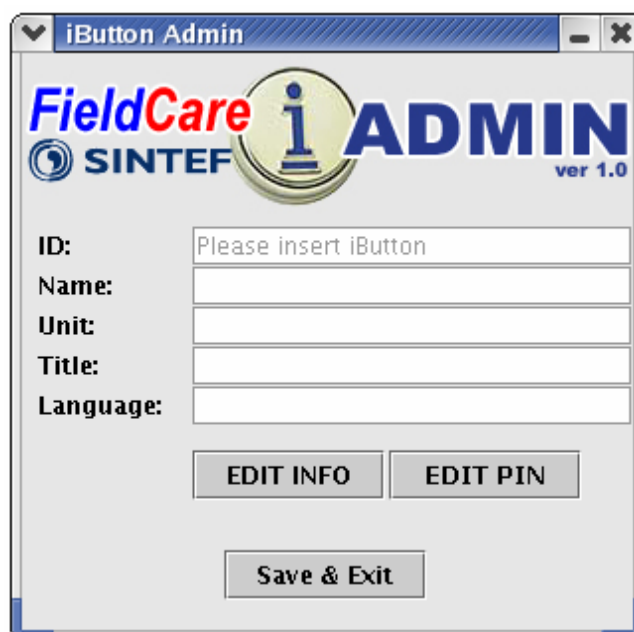 iButton Admin
FieldCare
SINTEF
i ADMIN
ver 1.0
ID: Please insert iButton
Name:
Unit:
Title:
Language:
EDIT INFO EDIT PIN
Save & Exit